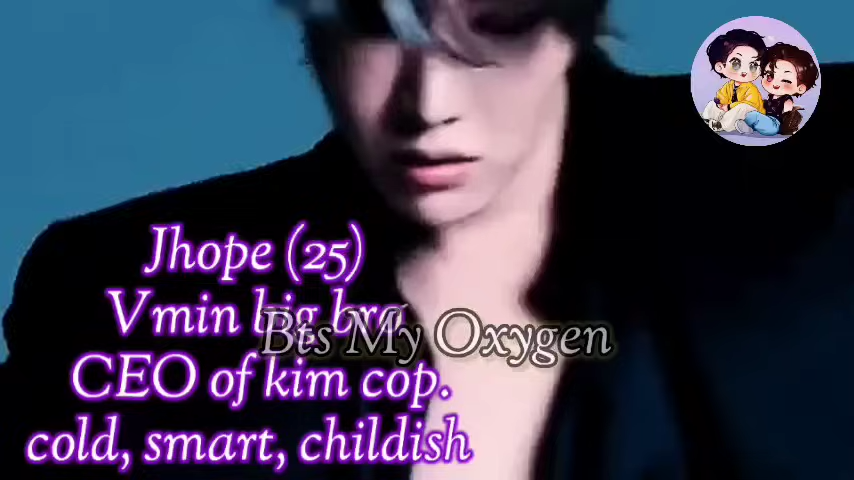 Jhope (25)
Vmin big bro
Bts My Oxygen
CEO of kim cop.
cold, smart, childish